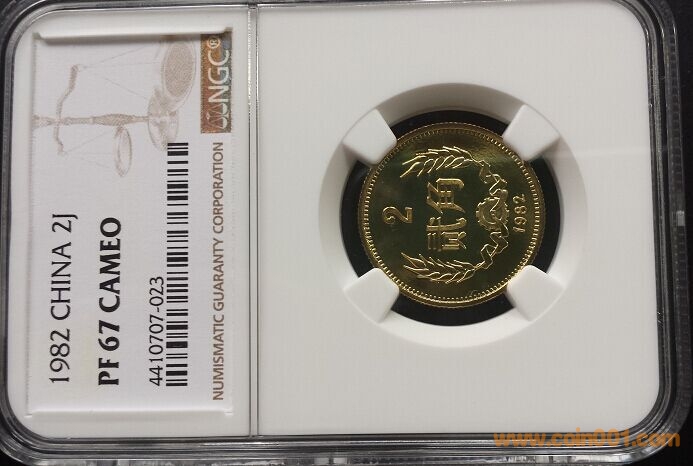 1982 CHINA 2J
PF 67 CAMEO
4410707-023
NUMISMATIC GUARANTY CORPORATION
NGC®
2
贰角
1982
www.coin001.com